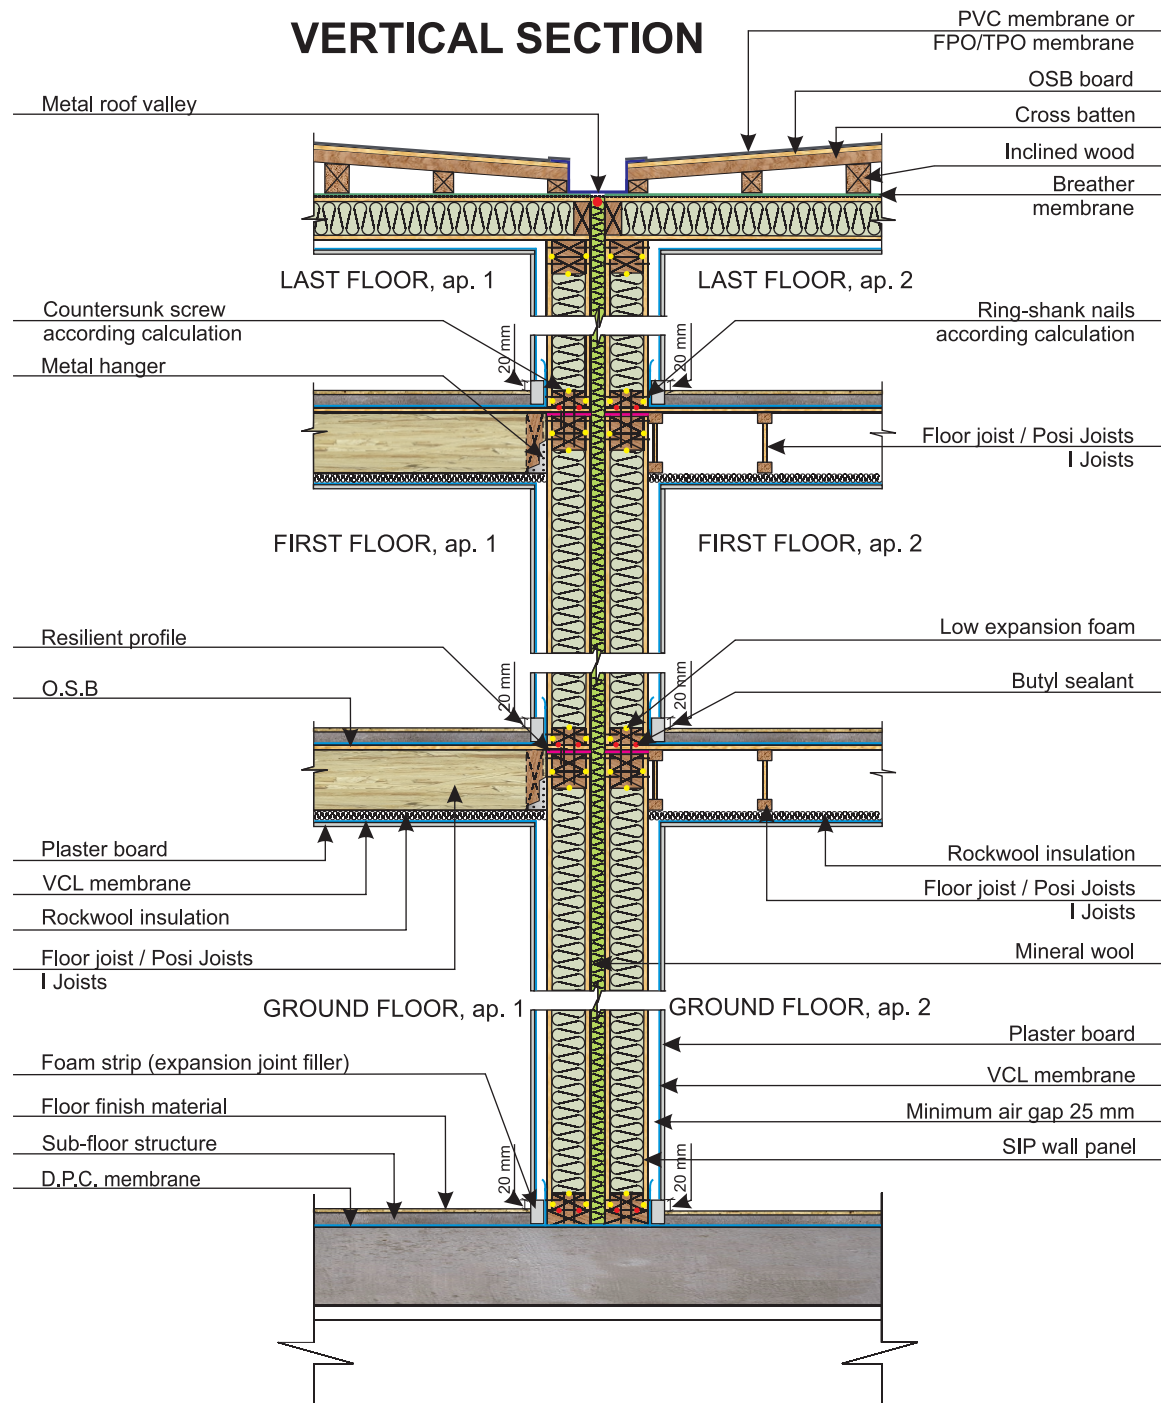 VERTICAL SECTION
PVC membrane or
FPO/TPO membrane
OSB board
Metal roof valley
Cross batten
Inclined wood
Breather
membrane
LAST FLOOR, ap. 1
LAST FLOOR, ap. 2
Countersunk screw
according calculation
Metal hanger
20 mm
20 mm
Ring-shank nails
according calculation
Floor joist / Posi Joists
I Joists
FIRST FLOOR, ap. 1
FIRST FLOOR, ap. 2
Resilient profile
O.S.B
20 mm
20 mm
Low expansion foam
Butyl sealant
Plaster board
VCL membrane
Rockwool insulation
Floor joist / Posi Joists
I Joists
Rockwool insulation
Floor joist / Posi Joists
I Joists
Mineral wool
GROUND FLOOR, ap. 1
GROUND FLOOR, ap. 2
Plaster board
VCL membrane
Minimum air gap 25 mm
SIP wall panel
Foam strip (expansion joint filler)
Floor finish material
Sub-floor structure
D.P.C. membrane
20 mm
20 mm